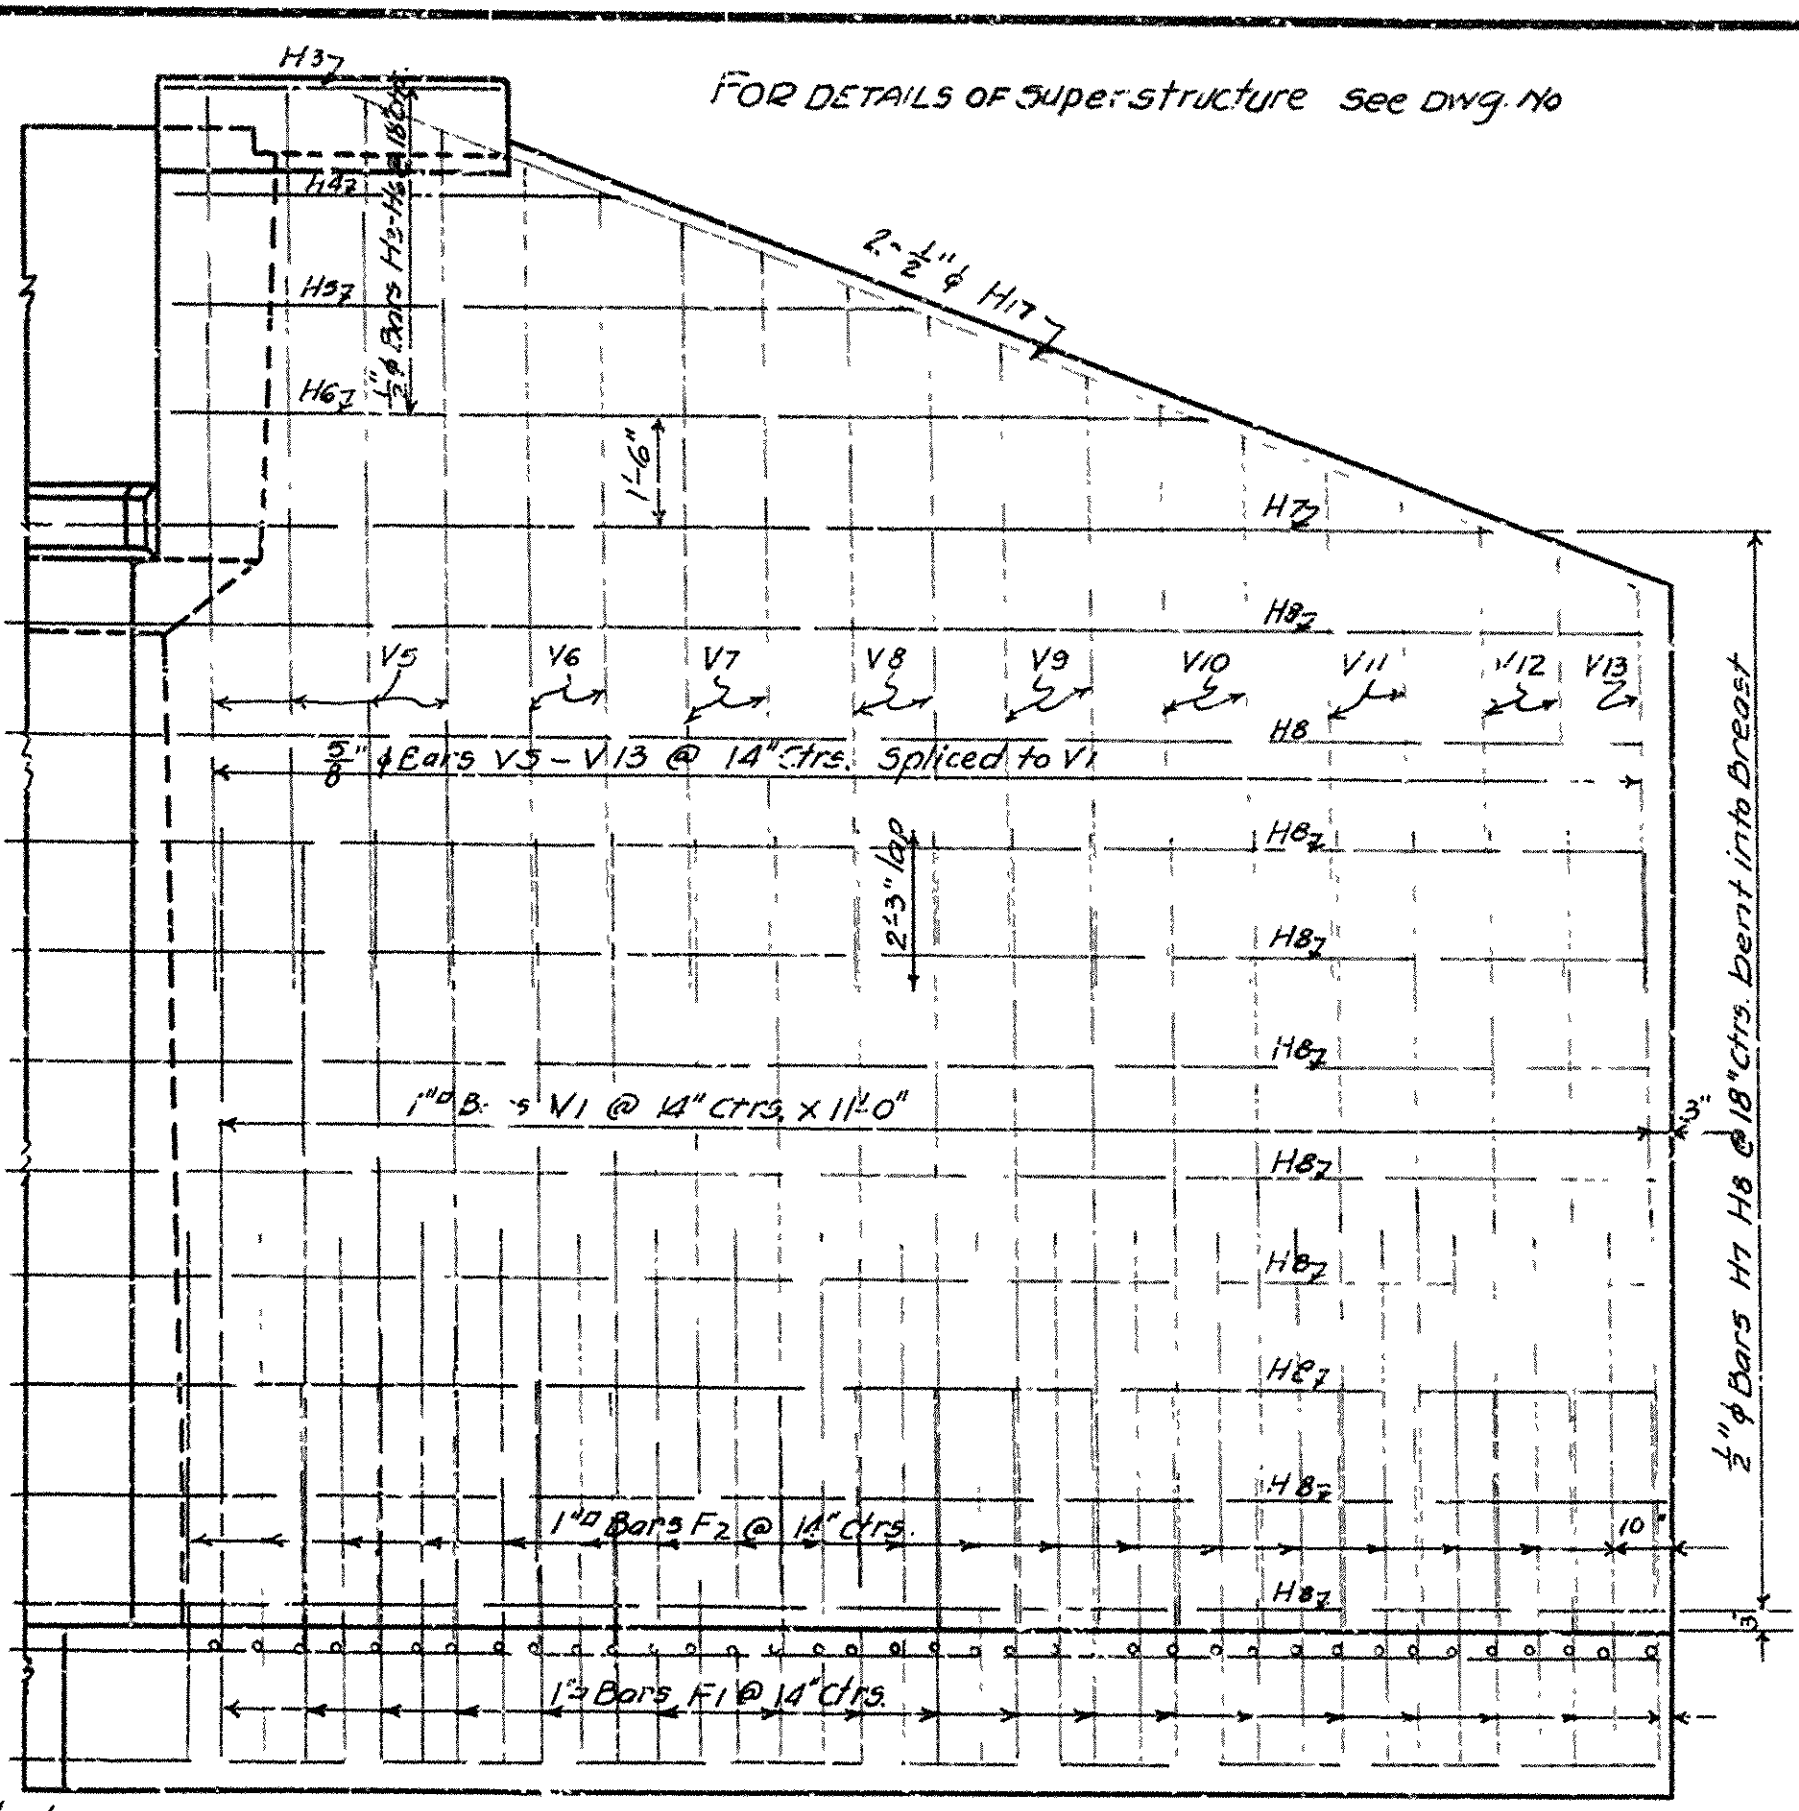 FOR DETAILS OF Superstructure See DWG. No
H3
H4
H5
H6
1/2" ϕ Bars H3-H6 @ 18"
2-1/2" ϕ H17
1'-6"
H7
H8
V5 V6 V7 V8 V9 V10 V11 V12 V13
H8
5/8" ϕ Bars V5 - V13 @ 14" Ctrs. Spliced to V1
H8
2'-3" lap
H8
H8
1"□ V1 @ 14" Ctrs. x 11'-0"
3"
H8
H8
H8
H8
1"□ Bars F2 @ 14" Ctrs.
10"
H8
3"
1"□ Bars F1 @ 14" Ctrs.
1/2" ϕ Bars H7 H8 @ 18" Ctrs. bent into Breast